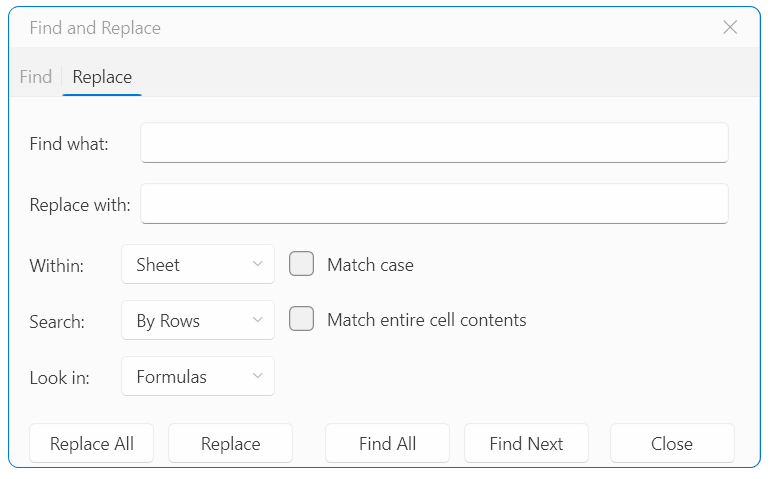 Find and Replace
Find Replace
Find what:
Replace with:
Within: Sheet Match case
Search: By Rows Match entire cell contents
Look in: Formulas
Replace All Replace Find All Find Next Close